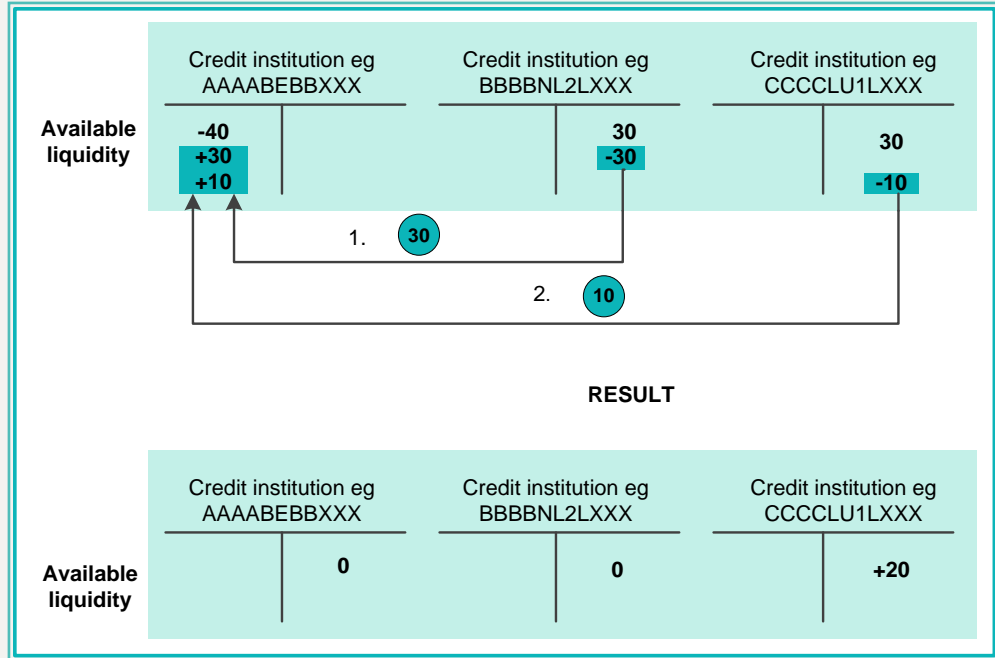 Credit institution eg
AAAABEBBXXX
Credit institution eg
BBBBNL2LXXX
Credit institution eg
CCCCLU1LXXX
Available
liquidity
-40
+30
+10
30
-30
30
-10
1. 30
2. 10
RESULT
Credit institution eg
AAAABEBBXXX
Credit institution eg
BBBBNL2LXXX
Credit institution eg
CCCCLU1LXXX
Available
liquidity
0
0
+20